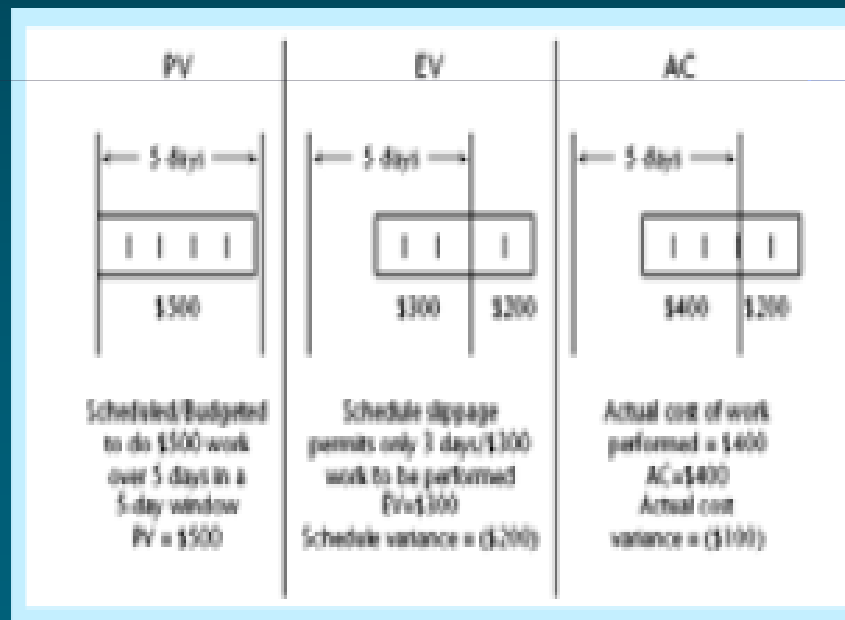 PV
5 days
$500
Scheduled/Budgeted
to do $500 work
over 5 days in a
5-day window
PV = $500
EV
5 days
$300 $200
Schedule slippage
permits only 3 days/$300
work to be performed
EV=$300
Schedule variance = ($200)
AC
5 days
$400 $200
Actual cost of work
performed = $400
AC=$400
Actual cost
variance = ($100)